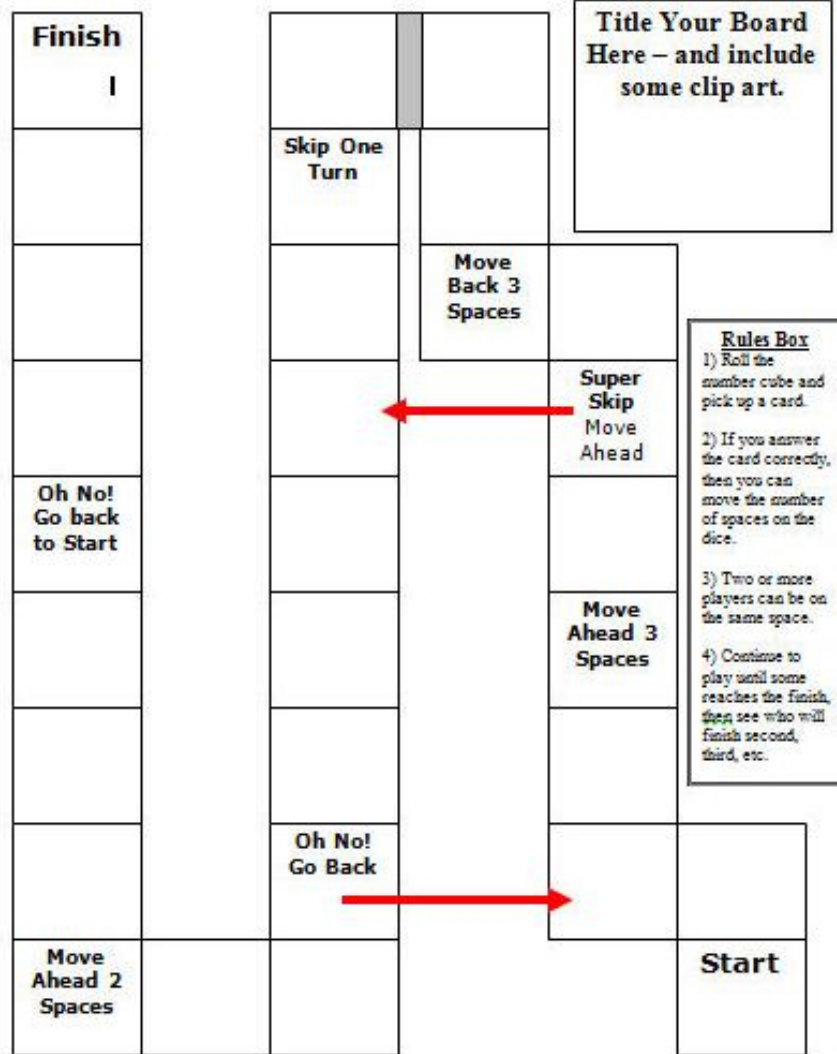 Finish
I
Title Your Board
Here – and include
some clip art.
Skip One
Turn
Move
Back 3
Spaces
Super
Skip
Move
Ahead
Rules Box
1) Roll the
number cube and
pick up a card.
2) If you answer
the card correctly,
then you can
move the number
of spaces on the
dice.
3) Two or more
players can be on
the same space.
4) Continue to
play until some
reaches the finish,
then see who will
finish second,
third, etc.
Oh No!
Go back
to Start
Move
Ahead 3
Spaces
Oh No!
Go Back
Move
Ahead 2
Spaces
Start